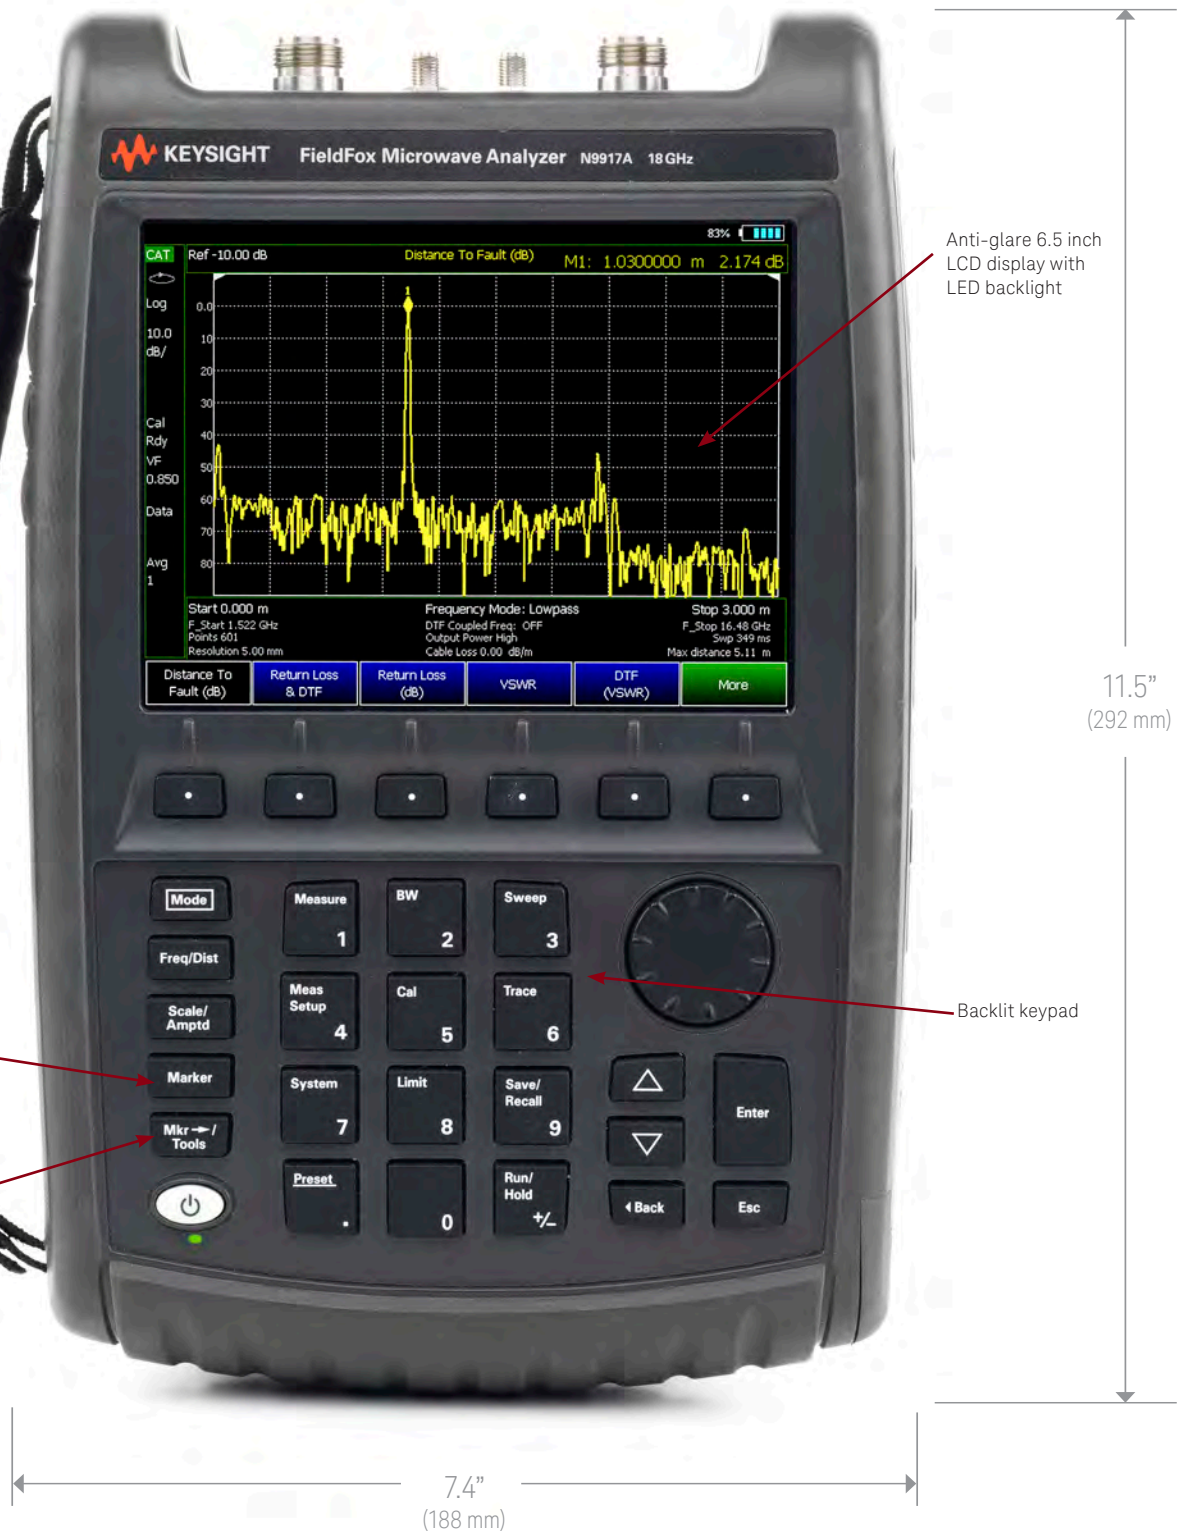 KEYSIGHT FieldFox Microwave Analyzer N9917A 18 GHz
83%
CAT Ref -10.00 dB Distance To Fault (dB) M1: 1.0300000 m 2.174 dB
1
Log
10.0
dB/
Cal
Rdy
VF
0.850
Data
Avg
1
0.0
10
20
30
40
50
60
70
80
Start 0.000 m Frequency Mode: Lowpass Stop 3.000 m
F_Start 1.522 GHz DTF Coupled Freq: OFF F_Stop 16.48 GHz
Points 601 Output Power High Swp 349 ms
Resolution 5.00 mm Cable Loss 0.00 dB/m Max distance 5.11 m
Distance To
Fault (dB)
Return Loss
& DTF
Return Loss
(dB)
VSWR
DTF
(VSWR)
More
Anti-glare 6.5 inch
LCD display with
LED backlight
11.5”
(292 mm)
Mode
Freq/Dist
Scale/
Amptd
Marker
Mkr→/
Tools
Measure
1
BW
2
Sweep
3
Meas
Setup
4
Cal
5
Trace
6
System
7
Limit
8
Save/
Recall
9
Preset
.
0
Run/
Hold
+/−
Enter
Back
Esc
Backlit keypad
7.4”
(188 mm)